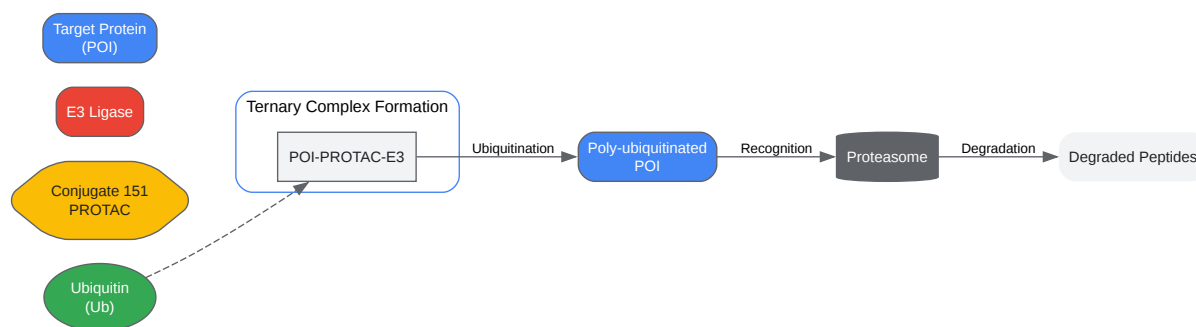 Target Protein
(POI)
E3 Ligase
Conjugate 151
PROTAC
Ubiquitin
(Ub)
Ternary Complex Formation
POI-PROTAC-E3
Ubiquitination
Poly-ubiquitinated
POI
Recognition
Proteasome
Degradation
Degraded Peptides